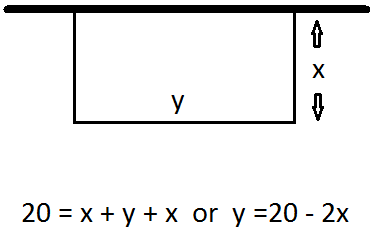 x
y
20 = x + y + x or y =20 - 2x